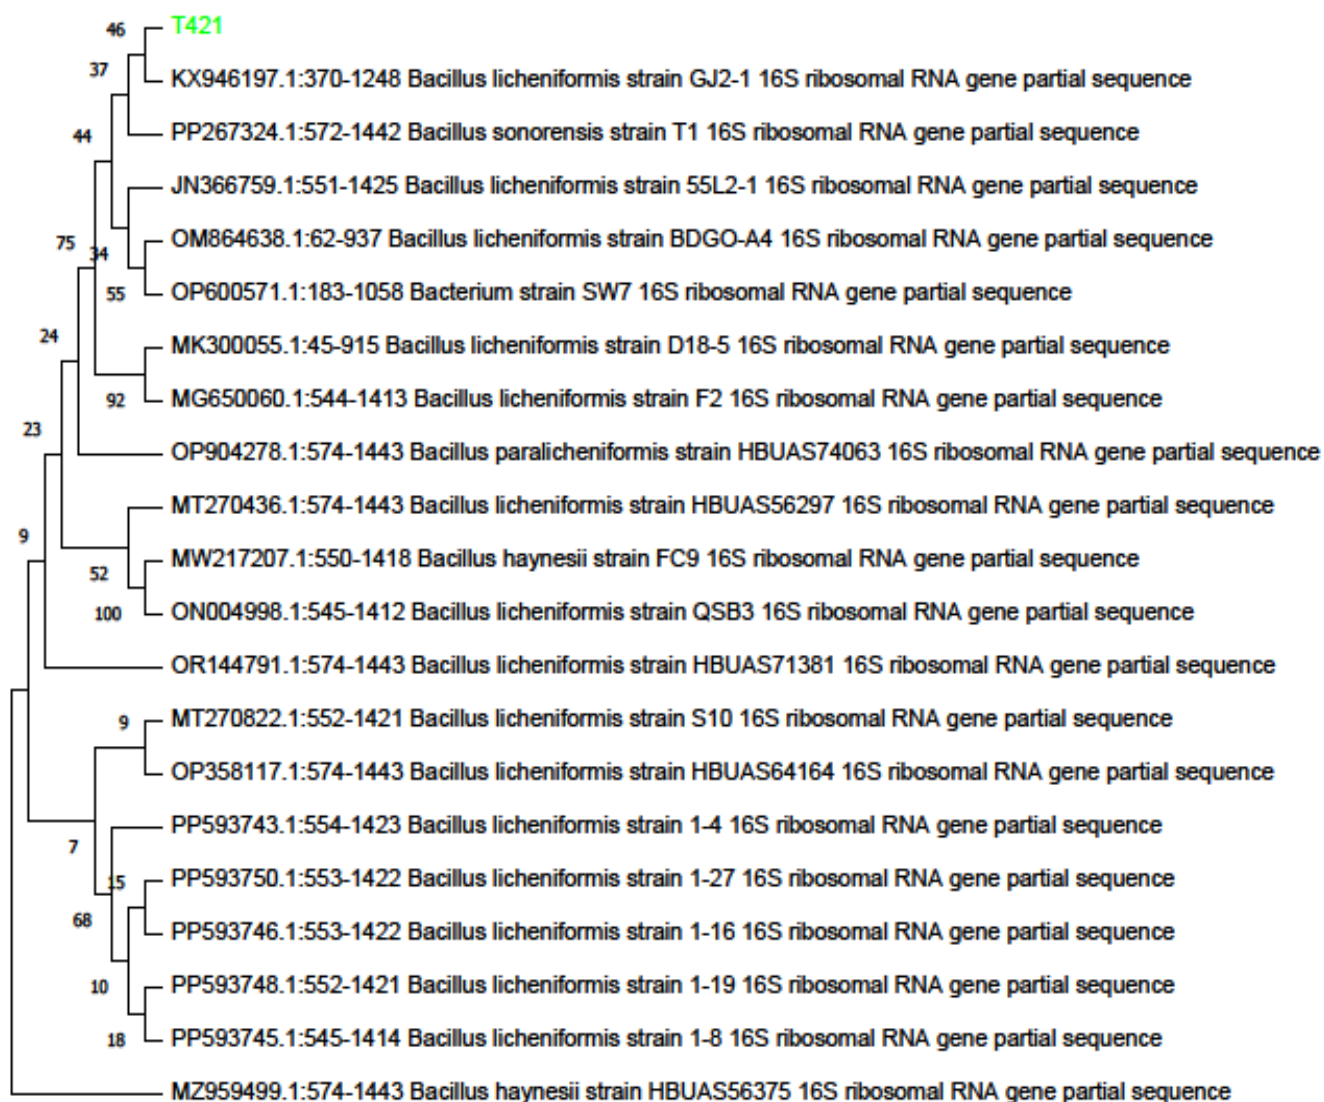 46 T421
37
KX946197.1:370-1248 Bacillus licheniformis strain GJ2-1 16S ribosomal RNA gene partial sequence
44 PP267324.1:572-1442 Bacillus sonorensis strain T1 16S ribosomal RNA gene partial sequence
JN366759.1:551-1425 Bacillus licheniformis strain 55L2-1 16S ribosomal RNA gene partial sequence
75 34 OM864638.1:62-937 Bacillus licheniformis strain BDGO-A4 16S ribosomal RNA gene partial sequence
55 OP600571.1:183-1058 Bacterium strain SW7 16S ribosomal RNA gene partial sequence
24 MK300055.1:45-915 Bacillus licheniformis strain D18-5 16S ribosomal RNA gene partial sequence
92 MG650060.1:544-1413 Bacillus licheniformis strain F2 16S ribosomal RNA gene partial sequence
23
OP904278.1:574-1443 Bacillus paralicheniformis strain HBUAS74063 16S ribosomal RNA gene partial sequence
MT270436.1:574-1443 Bacillus licheniformis strain HBUAS56297 16S ribosomal RNA gene partial sequence
9
MW217207.1:550-1418 Bacillus haynesii strain FC9 16S ribosomal RNA gene partial sequence
52
100 ON004998.1:545-1412 Bacillus licheniformis strain QSB3 16S ribosomal RNA gene partial sequence
OR144791.1:574-1443 Bacillus licheniformis strain HBUAS71381 16S ribosomal RNA gene partial sequence
9 MT270822.1:552-1421 Bacillus licheniformis strain S10 16S ribosomal RNA gene partial sequence
OP358117.1:574-1443 Bacillus licheniformis strain HBUAS64164 16S ribosomal RNA gene partial sequence
PP593743.1:554-1423 Bacillus licheniformis strain 1-4 16S ribosomal RNA gene partial sequence
7
15 PP593750.1:553-1422 Bacillus licheniformis strain 1-27 16S ribosomal RNA gene partial sequence
68 PP593746.1:553-1422 Bacillus licheniformis strain 1-16 16S ribosomal RNA gene partial sequence
10 PP593748.1:552-1421 Bacillus licheniformis strain 1-19 16S ribosomal RNA gene partial sequence
18 PP593745.1:545-1414 Bacillus licheniformis strain 1-8 16S ribosomal RNA gene partial sequence
MZ959499.1:574-1443 Bacillus haynesii strain HBUAS56375 16S ribosomal RNA gene partial sequence